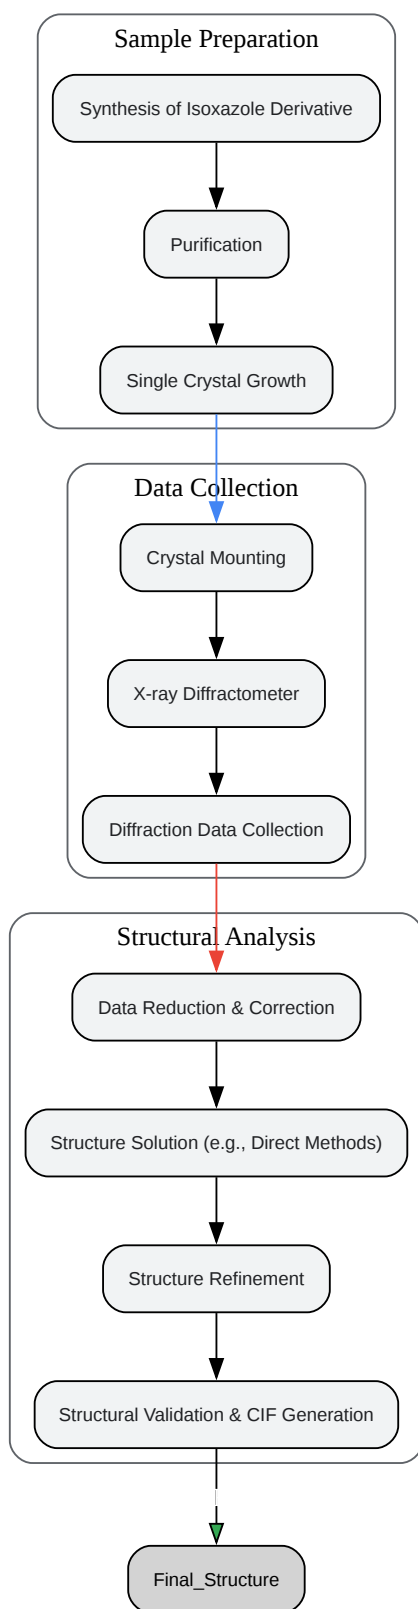 Sample Preparation
Synthesis of Isoxazole Derivative
Purification
Single Crystal Growth
Data Collection
Crystal Mounting
X-ray Diffractometer
Diffraction Data Collection
Structural Analysis
Data Reduction & Correction
Structure Solution (e.g., Direct Methods)
Structure Refinement
Structural Validation & CIF Generation
Final_Structure